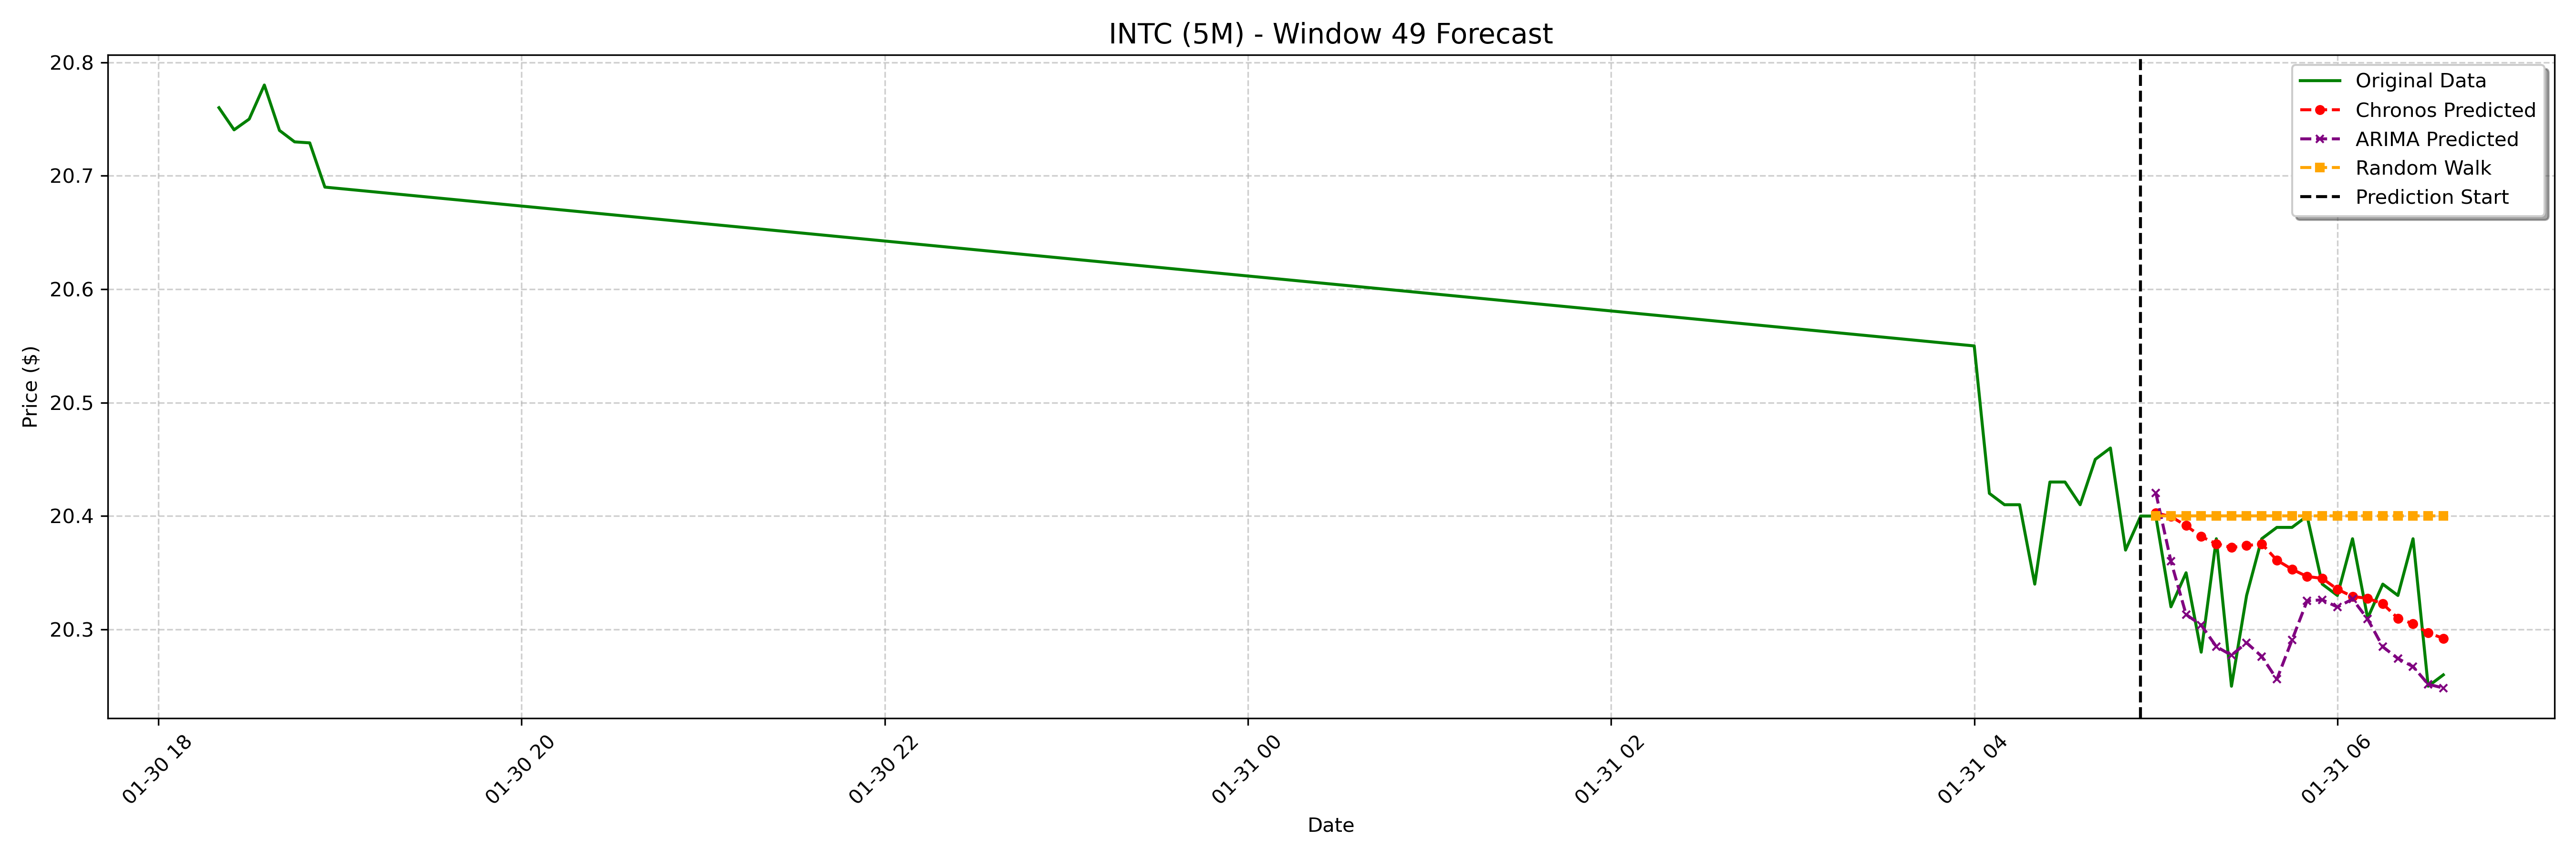 INTC (5M) - Window 49 Forecast
Original Data
Chronos Predicted
ARIMA Predicted
Random Walk
Prediction Start
Price ($)
20.8
20.7
20.6
20.5
20.4
20.3
01-30 18
01-30 20
01-30 22
01-31 00
01-31 02
01-31 04
01-31 06
Date